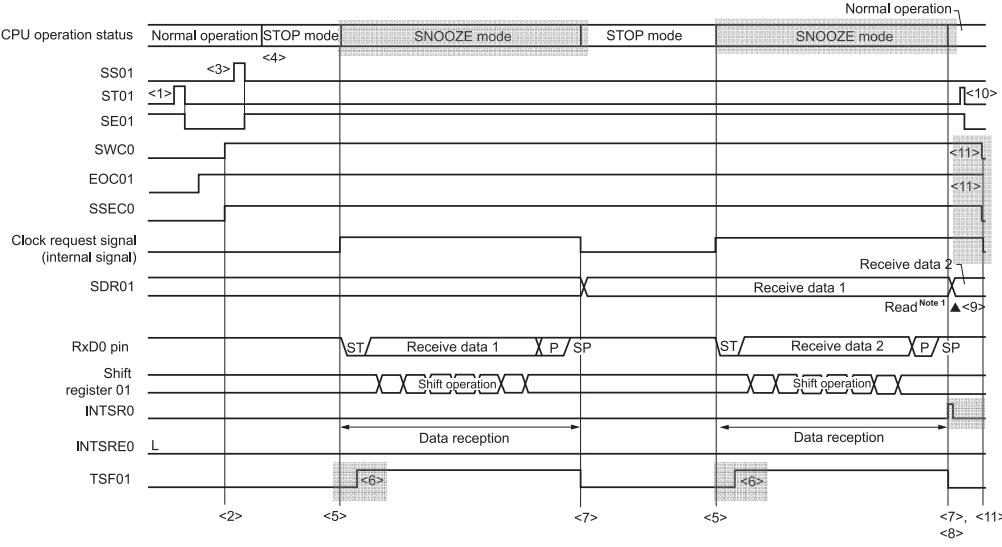 Normal operation
CPU operation status Normal operation STOP mode SNOOZE mode STOP mode SNOOZE mode
<4>
SS01 <3>
ST01 <1> <10>
SE01
SWC0 <11>
EOC01 <11>
SSEC0
Clock request signal
(internal signal)
Receive data 2
SDR01 Receive data 1
Read Note 1 ▲<9>
RxD0 pin ST Receive data 1 P SP ST Receive data 2 P SP
Shift
register 01 Shift operation Shift operation
INTSR0
Data reception Data reception
INTSRE0 L
TSF01 <6> <6>
<2> <5> <7> <5> <7>, <11>
<8>